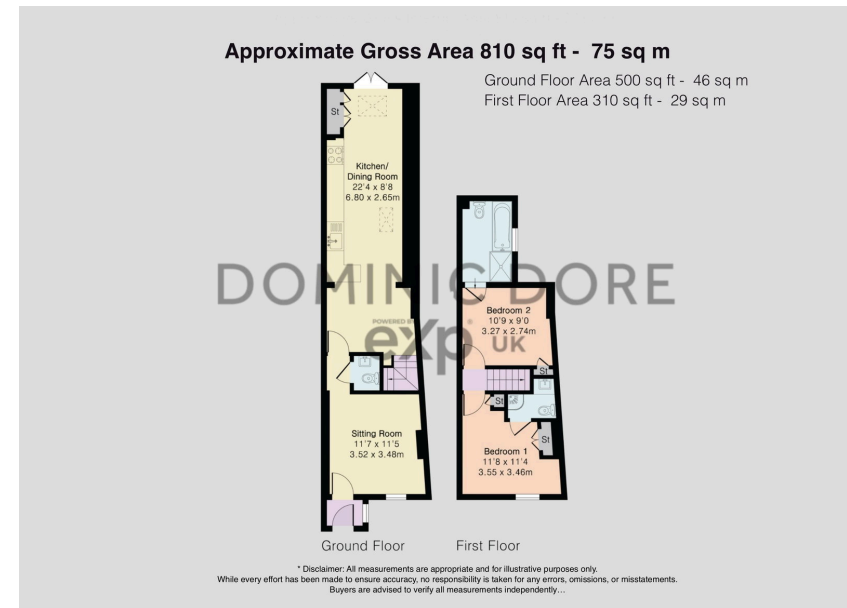 Approximate Gross Area 810 sq ft - 75 sq m
Ground Floor Area 500 sq ft - 46 sq m
First Floor Area 310 sq ft - 29 sq m
St
Kitchen/
Dining Room
22'4 x 8'8
6.80 x 2.65m
DOMINIC DORE
POWERED BY
exp UK
Bedroom 2
10'9 x 9'0
3.27 x 2.74m
St
St
St
Sitting Room
11'7 x 11'5
3.52 x 3.48m
Bedroom 1
11'8 x 11'4
3.55 x 3.46m
Ground Floor
First Floor
* Disclaimer: All measurements are appropriate and for illustrative purposes only.
While every effort has been made to ensure accuracy, no responsibility is taken for any errors, omissions, or misstatements.
Buyers are advised to verify all measurements independently…